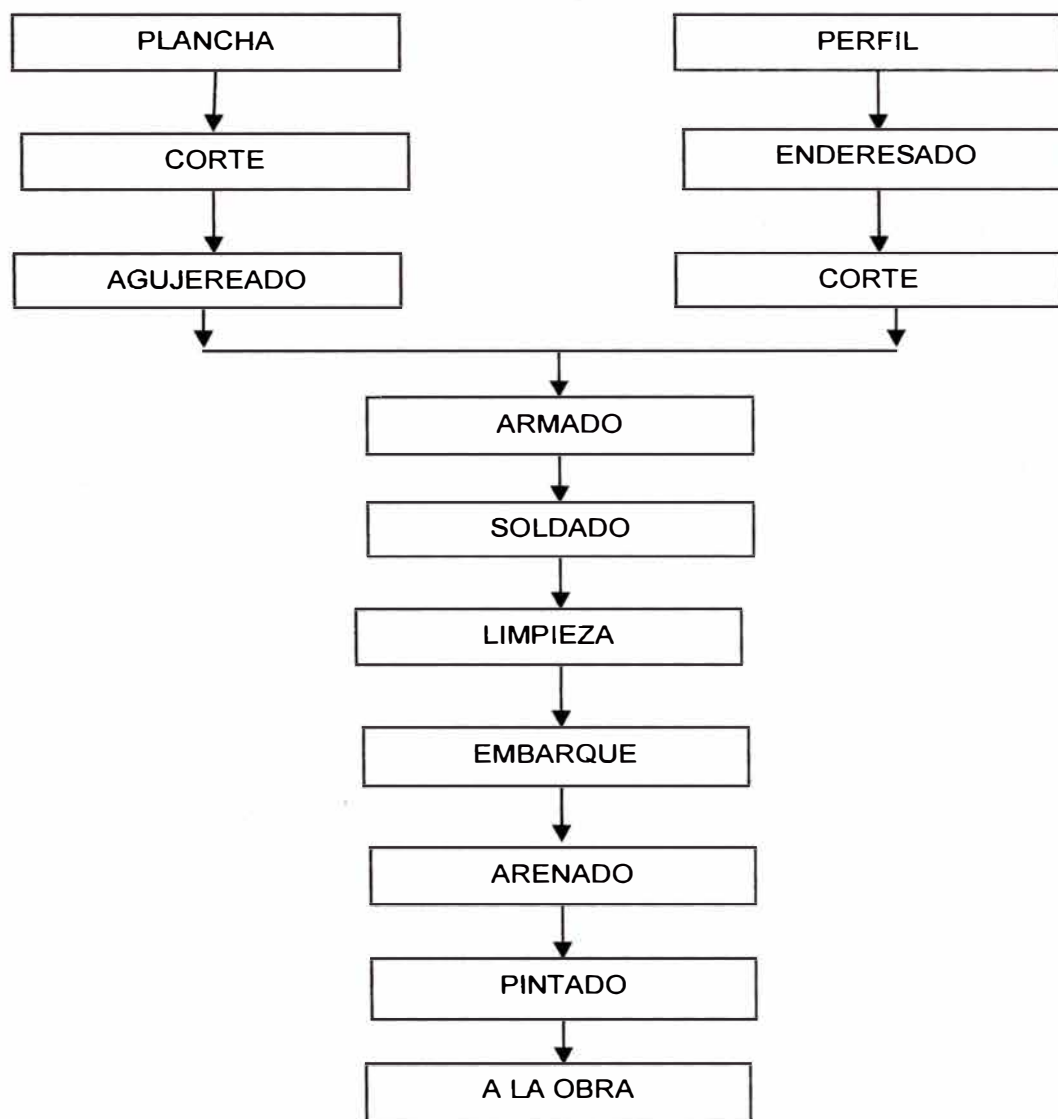 PLANCHA
PERFIL
CORTE
ENDERESADO
AGUJEREADO
CORTE
ARMADO
SOLDADO
LIMPIEZA
EMBARQUE
ARENADO
PINTADO
A LA OBRA